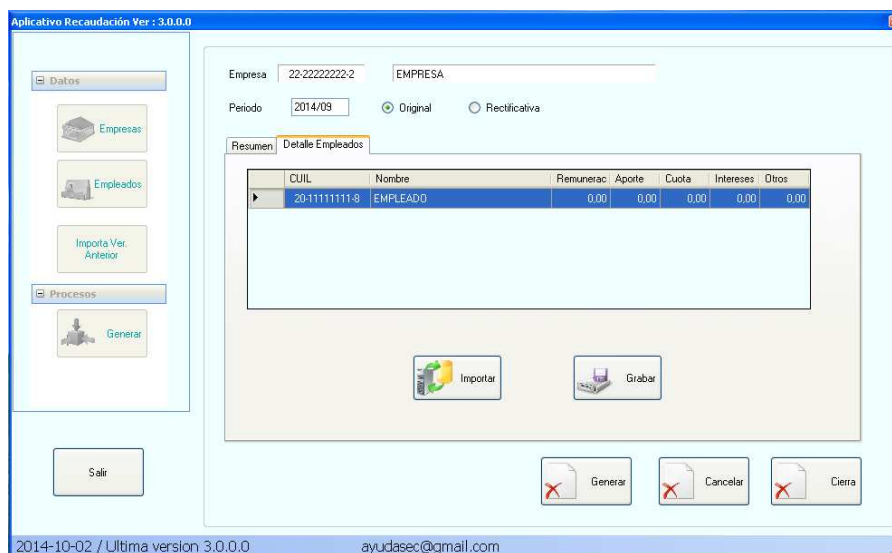 Aplicativo Recaudación Ver : 3.0.0.0
Datos
Empresas
Empleados
Importa Ver.
Anterior
Procesos
Generar
Salir
Empresa 22-22222222-2 EMPRESA
Periodo 2014/09 Original Rectificativa
Resumen Detalle Empleados
CUIL Nombre Remunerac Aporte Cuota Intereses Otros
20-11111111-8 EMPLEADO 0,00 0,00 0,00 0,00 0,00
Importar Grabar
Generar Cancelar Cierra
2014-10-02 / Ultima version 3.0.0.0 ayudasec@gmail.com